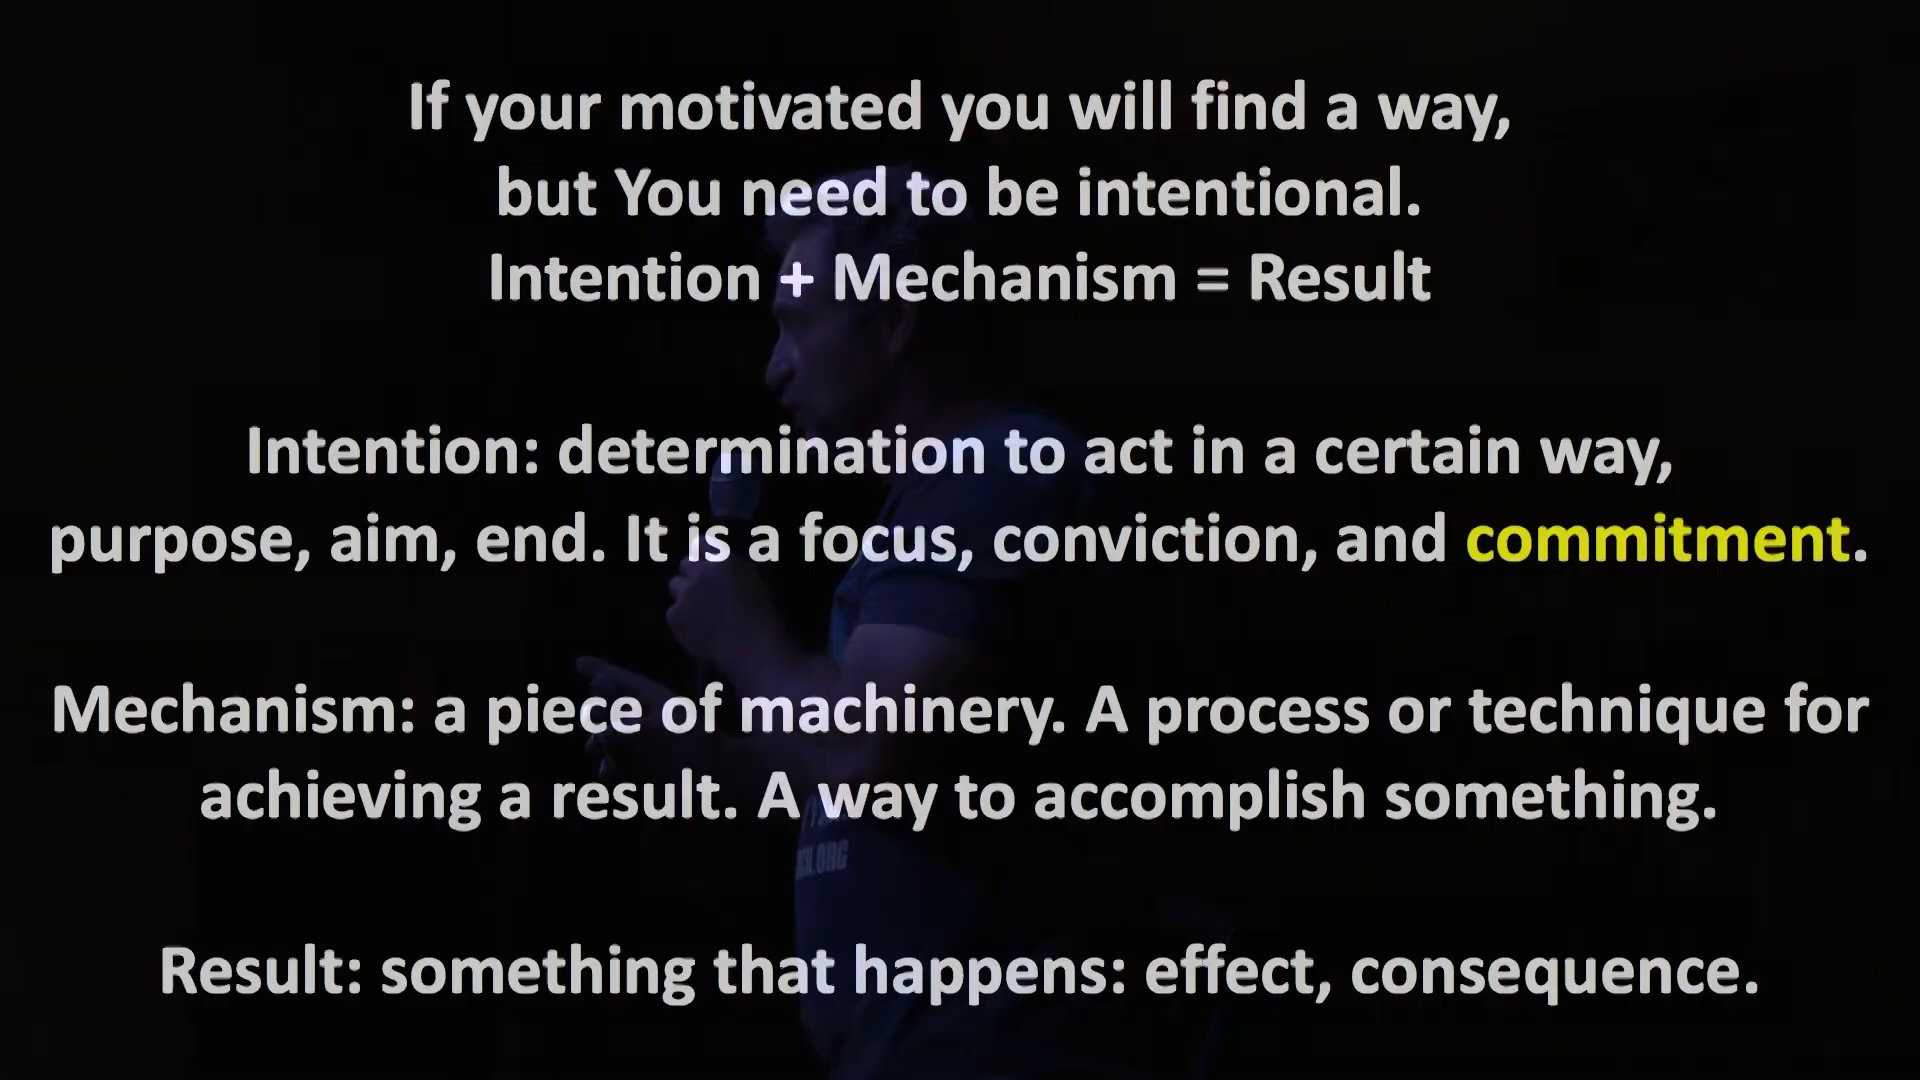 If your motivated you will find a way,
but You need to be intentional.
Intention + Mechanism = Result
Intention: determination to act in a certain way,
purpose, aim, end. It is a focus, conviction, and commitment.
Mechanism: a piece of machinery. A process or technique for
achieving a result. A way to accomplish something.
.ORG
Result: something that happens: effect, consequence.